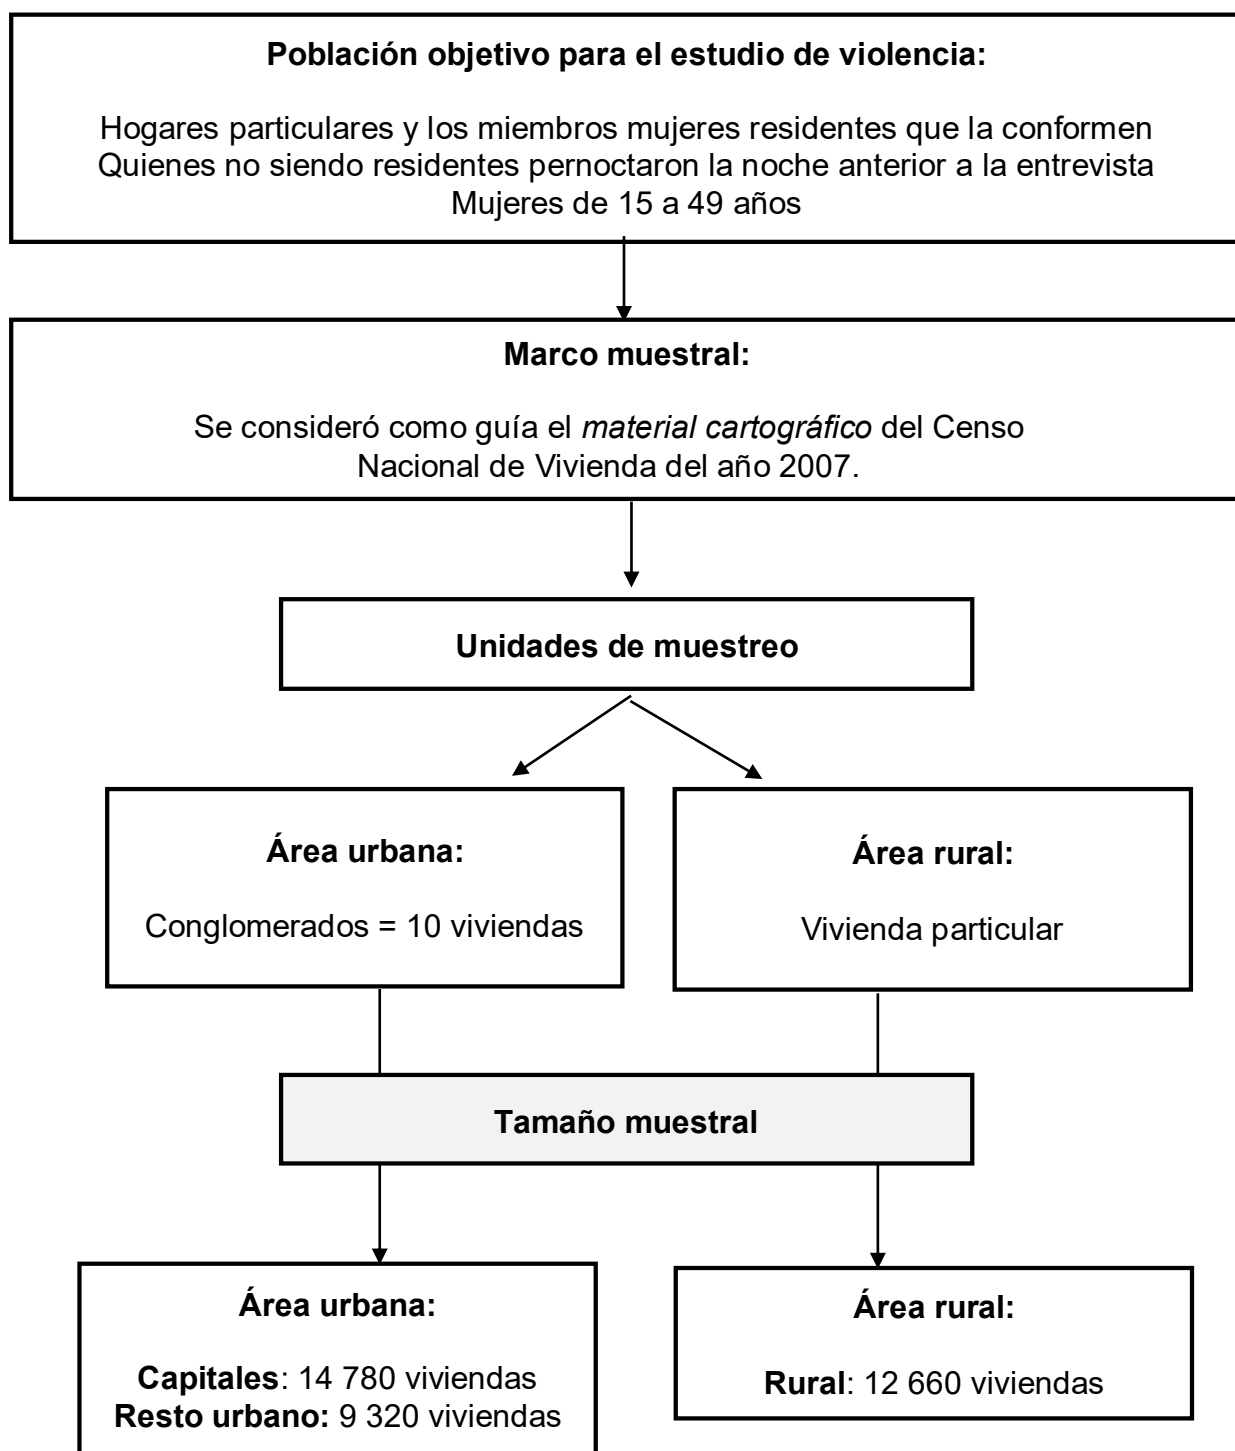 Población objetivo para el estudio de violencia:
Hogares particulares y los miembros mujeres residentes que la conformen
Quienes no siendo residentes pernoctaron la noche anterior a la entrevista
Mujeres de 15 a 49 años
Marco muestral:
Se consideró como guía el material cartográfico del Censo
Nacional de Vivienda del año 2007.
Unidades de muestreo
Área urbana:
Conglomerados = 10 viviendas
Área rural:
Vivienda particular
Tamaño muestral
Área urbana:
Capitales: 14 780 viviendas
Resto urbano: 9 320 viviendas
Área rural:
Rural: 12 660 viviendas